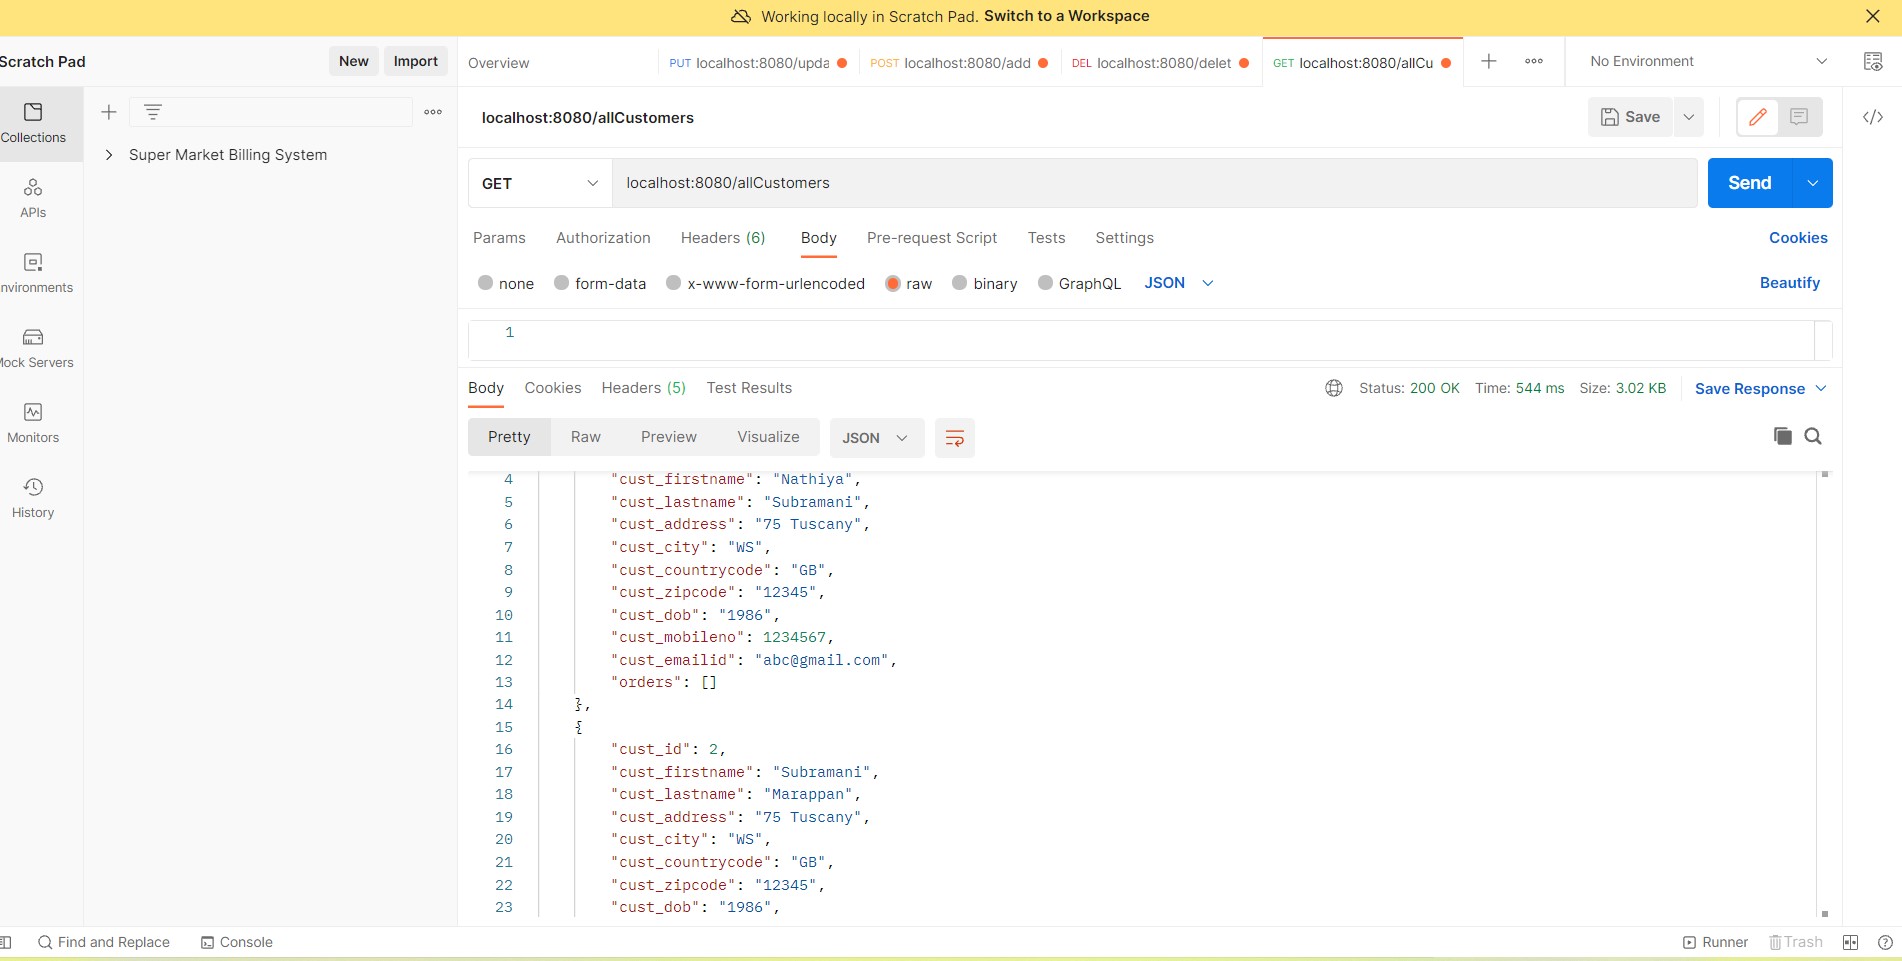 Working locally in Scratch Pad. Switch to a Workspace
Scratch Pad
New
Import
Overview
PUT localhost:8080/upda
POST localhost:8080/add
DEL localhost:8080/delet
GET localhost:8080/allCu
No Environment
Collections
APIs
nvironments
Mock Servers
Monitors
History
Super Market Billing System
localhost:8080/allCustomers
Save
GET
localhost:8080/allCustomers
Send
Params Authorization Headers (6) Body Pre-request Script Tests Settings
Cookies
none form-data x-www-form-urlencoded raw binary GraphQL JSON
Beautify
1
Body Cookies Headers (5) Test Results
Status: 200 OK Time: 544 ms Size: 3.02 KB Save Response
Pretty Raw Preview Visualize JSON
4 "cust_firstname": "Nathiya",
5 "cust_lastname": "Subramani",
6 "cust_address": "75 Tuscany",
7 "cust_city": "WS",
8 "cust_countrycode": "GB",
9 "cust_zipcode": "12345",
10 "cust_dob": "1986",
11 "cust_mobileno": 1234567,
12 "cust_emailid": "abc@gmail.com",
13 "orders": []
14 },
15 {
16 "cust_id": 2,
17 "cust_firstname": "Subramani",
18 "cust_lastname": "Marappan",
19 "cust_address": "75 Tuscany",
20 "cust_city": "WS",
21 "cust_countrycode": "GB",
22 "cust_zipcode": "12345",
23 "cust_dob": "1986",
Find and Replace Console
Runner Trash